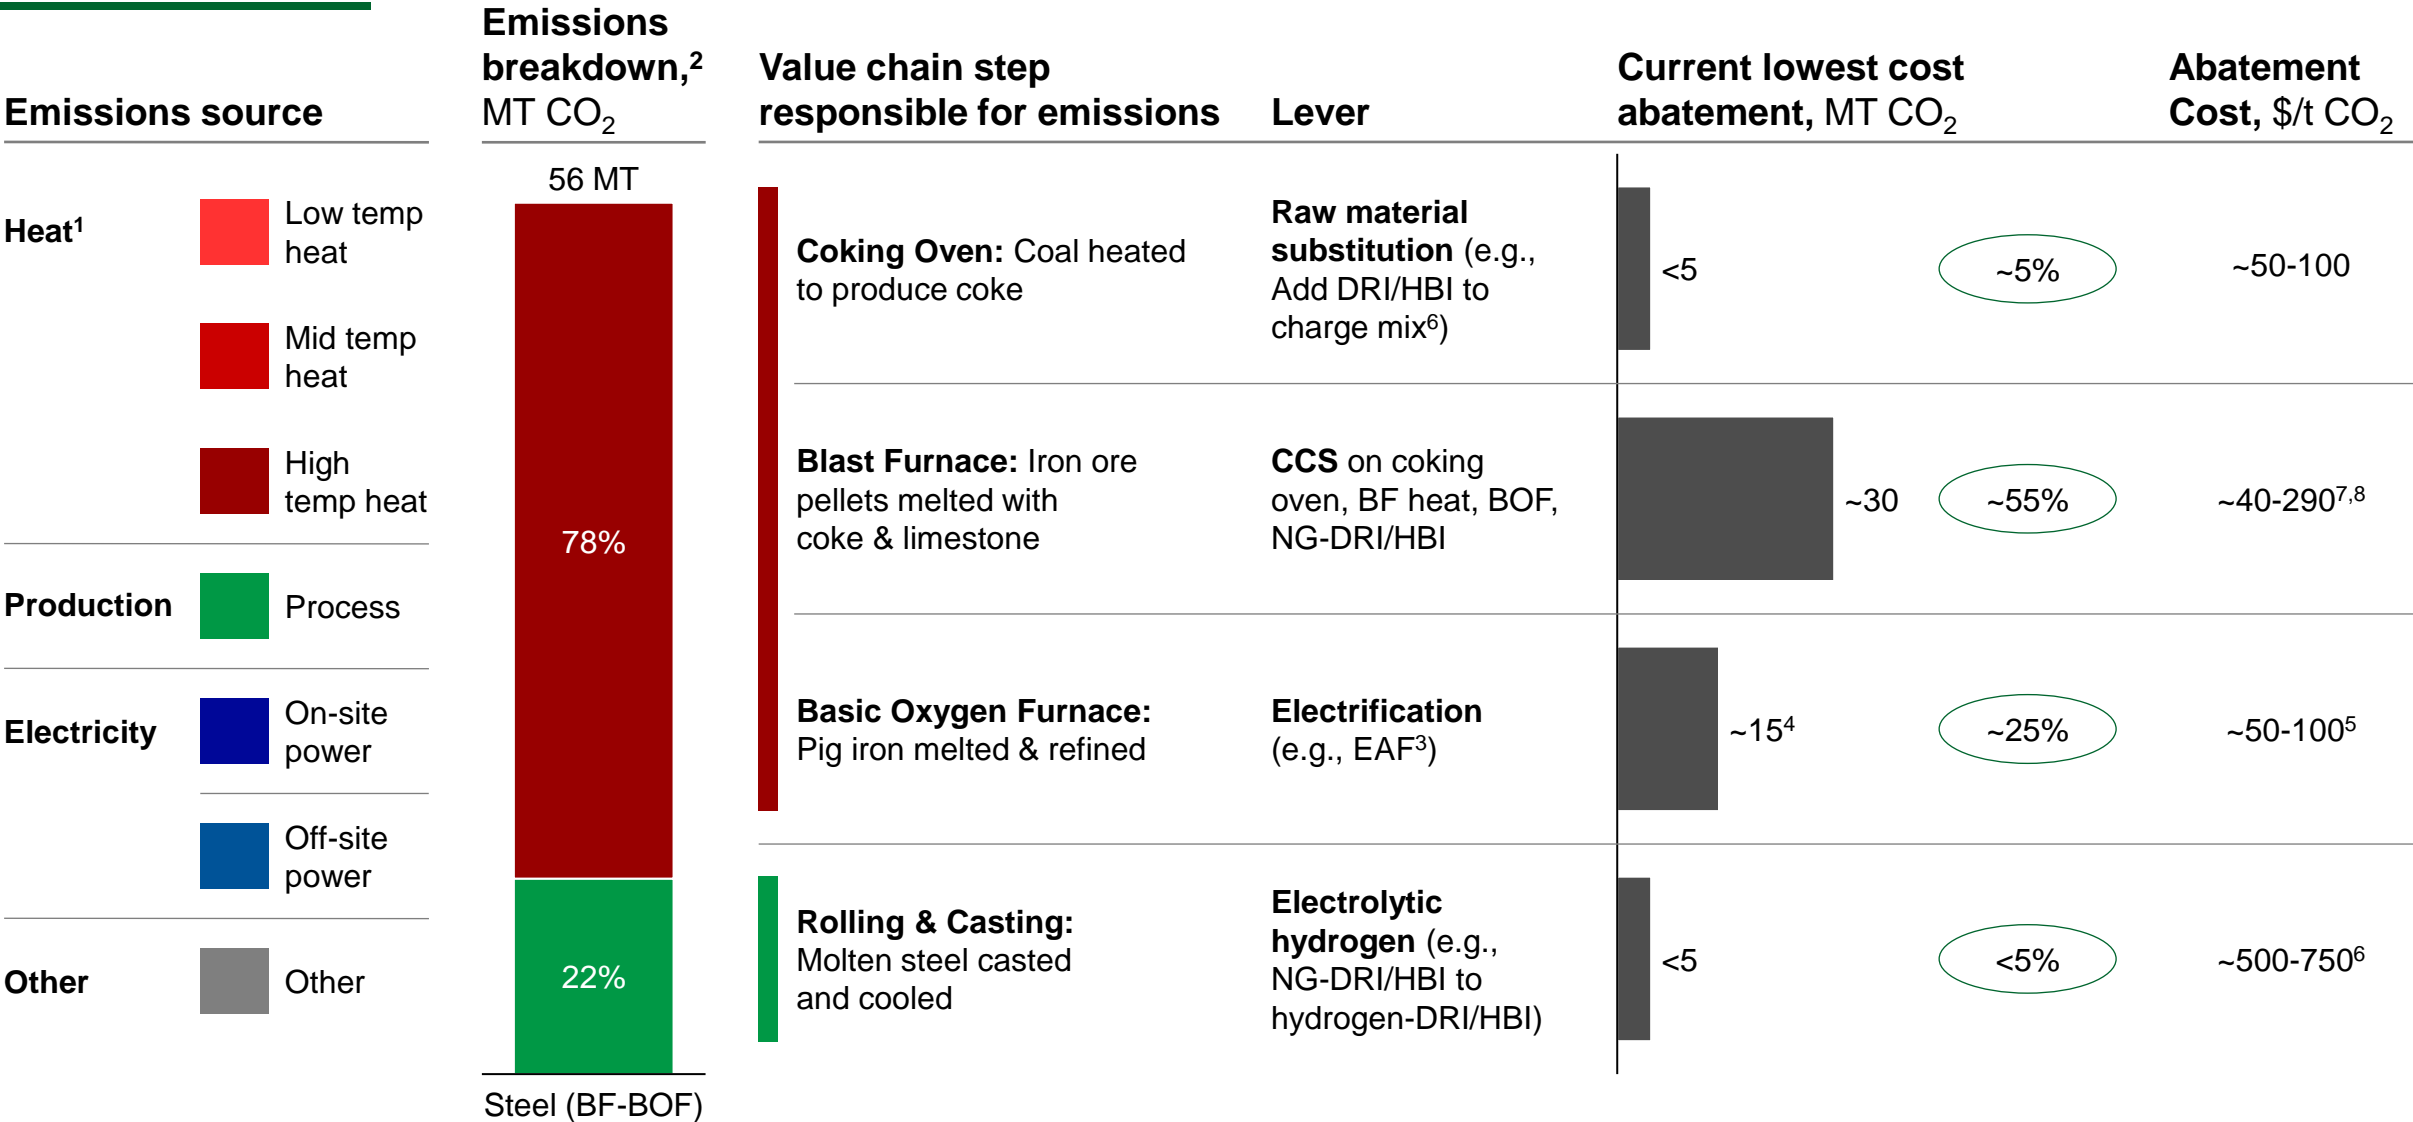 Emissions source
Emissions
breakdown,2
MT CO2
Value chain step
responsible for emissions
Lever
Current lowest cost
abatement, MT CO2
Abatement
Cost, $/t CO2
Heat1
Low temp
heat
Mid temp
heat
High
temp heat
Production
Process
Electricity
On-site
power
Off-site
power
Other
Other
56 MT
78%
22%
Steel (BF-BOF)
Coking Oven: Coal heated
to produce coke
Raw material
substitution (e.g.,
Add DRI/HBI to
charge mix6)
<5
~5%
~50-100
Blast Furnace: Iron ore
pellets melted with
coke & limestone
CCS on coking
oven, BF heat, BOF,
NG-DRI/HBI
~30
~55%
~40-2907,8
Basic Oxygen Furnace:
Pig iron melted & refined
Electrification
(e.g., EAF3)
~154
~25%
~50-1005
Rolling & Casting:
Molten steel casted
and cooled
Electrolytic
hydrogen (e.g.,
NG-DRI/HBI to
hydrogen-DRI/HBI)
<5
<5%
~500-7506